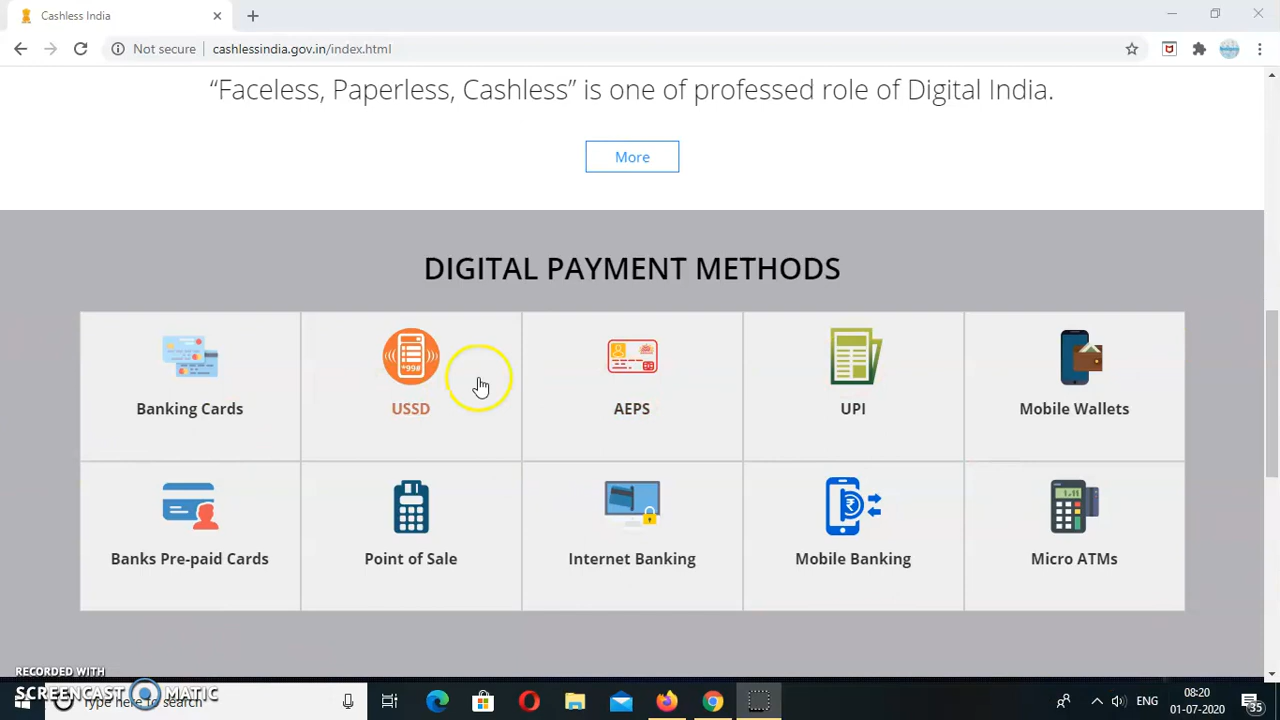 Cashless India
Not secure
cashlessindia.gov.in/index.html
“Faceless, Paperless, Cashless” is one of professed role of Digital India.
More
DIGITAL PAYMENT METHODS
Banking Cards
*99#
USSD
AEPS
UPI
Mobile Wallets
Banks Pre-paid Cards
Point of Sale
Internet Banking
Mobile Banking
Micro ATMs
RECORDED WITH
SCREENCAST MATIC
Type here to search
ENG
08:20
01-07-2020
35